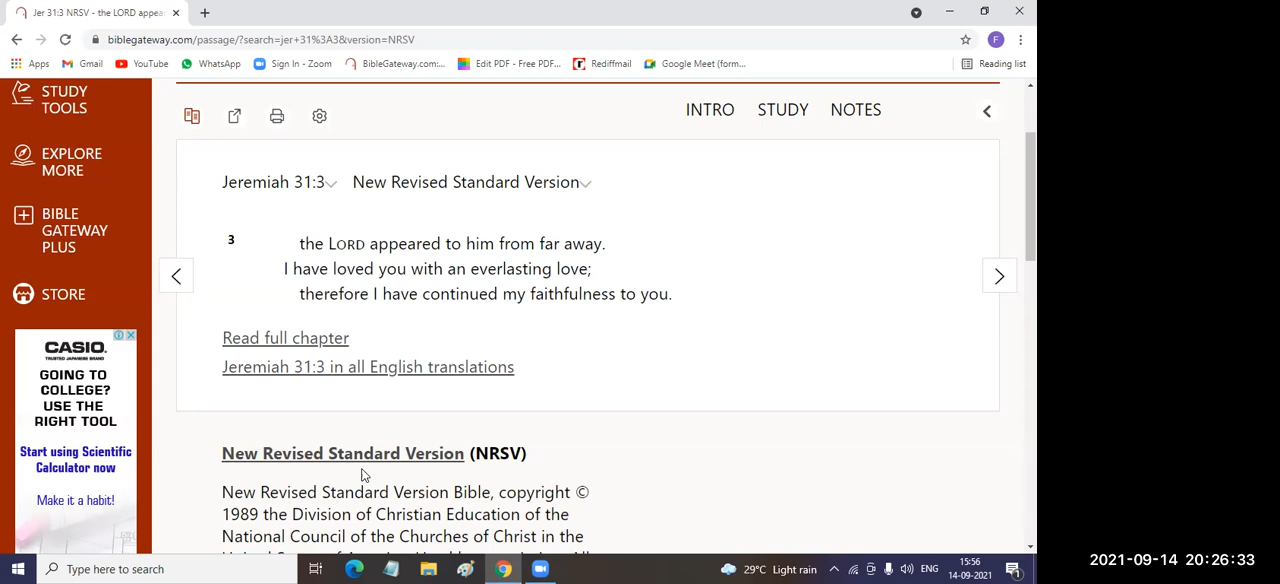 Jer 31:3 NRSV - the LORD appea
biblegateway.com/passage/?search=jer+31%3A3&version=NRSV
F
Apps Gmail YouTube WhatsApp Sign In - Zoom BibleGateway.com:... Edit PDF - Free PDF... Rediffmail Google Meet (form... Reading list
STUDY
TOOLS
EXPLORE
MORE
BIBLE
GATEWAY
PLUS
STORE
CASIO.
TRUSTED JAPANESE BRAND
GOING TO
COLLEGE?
USE THE
RIGHT TOOL
Start using Scientific
Calculator now
Make it a habit!
INTRO STUDY NOTES
Jeremiah 31:3 New Revised Standard Version
3 the LORD appeared to him from far away.
I have loved you with an everlasting love;
therefore I have continued my faithfulness to you.
Read full chapter
Jeremiah 31:3 in all English translations
New Revised Standard Version (NRSV)
New Revised Standard Version Bible, copyright ©
1989 the Division of Christian Education of the
National Council of the Churches of Christ in the
Type here to search
29°C Light rain
ENG
15:56
14-09-2021
1
2021-09-14 20:26:33